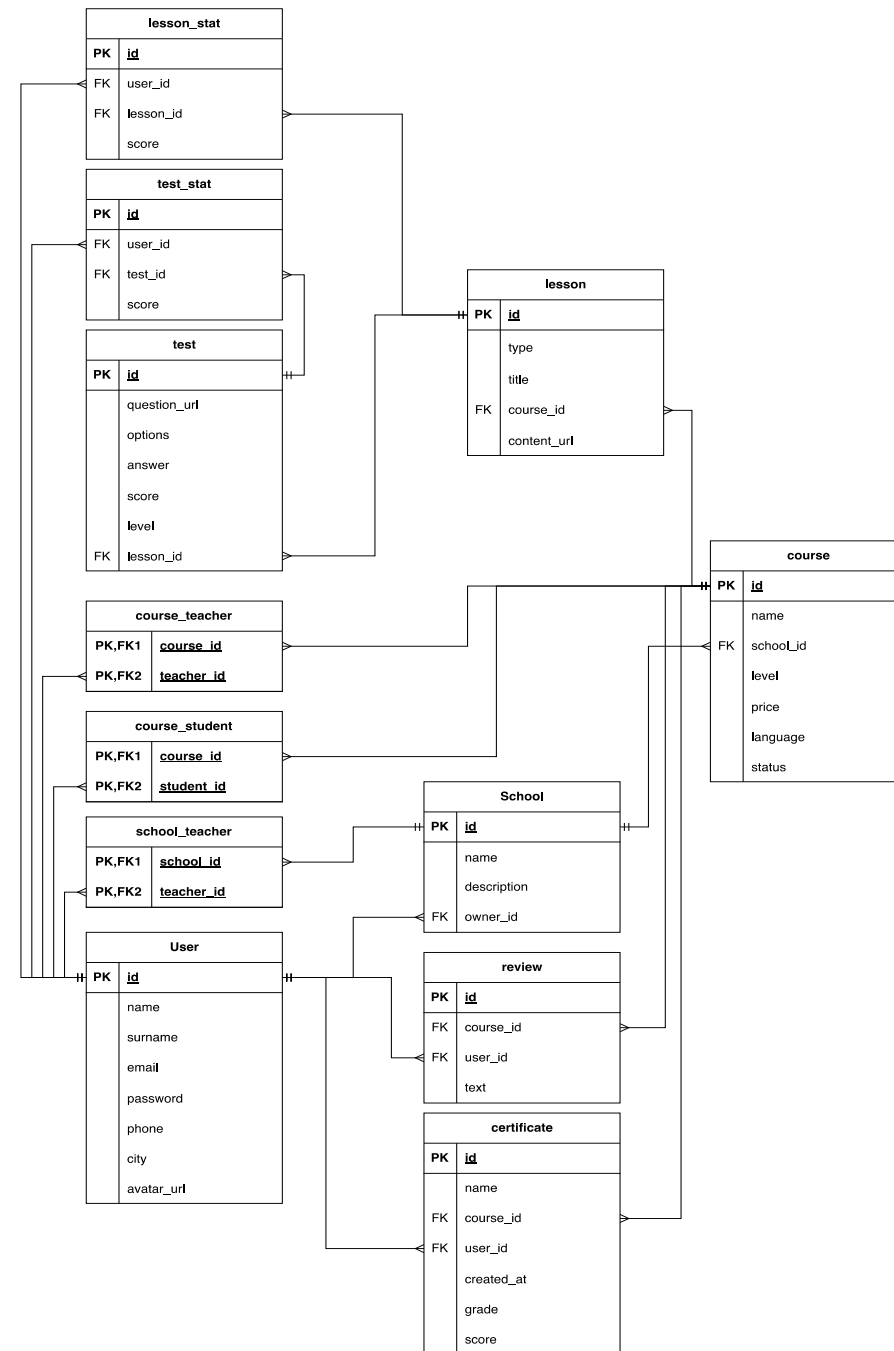 lesson_stat
PK id
FK user_id
FK lesson_id
score
test_stat
PK id
FK user_id
FK test_id
score
test
PK id
question_url
options
answer
score
level
FK lesson_id
course_teacher
PK,FK1 course_id
PK,FK2 teacher_id
course_student
PK,FK1 course_id
PK,FK2 student_id
school_teacher
PK,FK1 school_id
PK,FK2 teacher_id
User
PK id
name
surname
email
password
phone
city
avatar_url
lesson
PK id
type
title
FK course_id
content_url
School
PK id
name
description
FK owner_id
review
PK id
FK course_id
FK user_id
text
certificate
PK id
name
FK course_id
FK user_id
created_at
grade
score
course
PK id
name
FK school_id
level
price
language
status